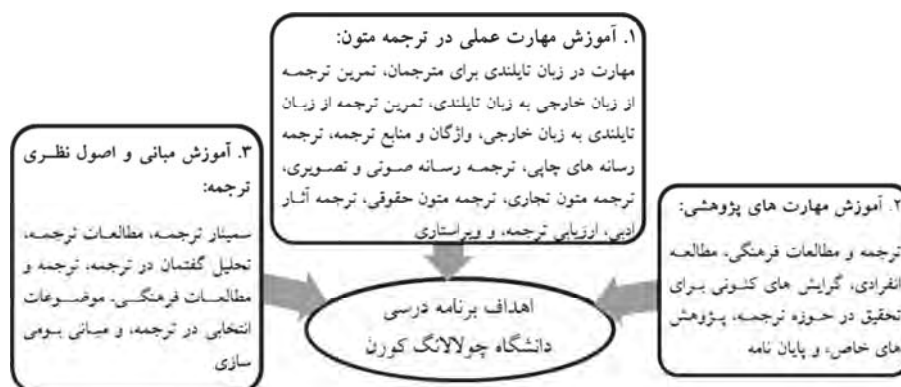 ۱. آموزش مهارت عملی در ترجمه متون:
مهارت در زبان تایلندی برای مترجمان، تمرین ترجمه
از زبان خارجی به زبان تایلندی، تمرین ترجمه از زبان
تایلندی به زبان خارجی، واژگان و منابع ترجمه، ترجمه
رسانه های چاپی، ترجمه رسانه صوتی و تصویری،
ترجمه متون تجاری، ترجمه متون حقوقی، ترجمه آثار
ادبی، ارزیابی ترجمه، و ویراستاری
۲. آموزش مهارت های پژوهشی:
ترجمه و مطالعات فرهنگی، مطالعه
انفرادی، گرایش های کنونی برای
تحقیق در حوزه ترجمه، پژوهش
های خاص، و پایان نامه
۳. آموزش مبانی و اصول نظری
ترجمه:
سمینار ترجمه، مطالعات ترجمه،
تحلیل گفتمان در ترجمه، ترجمه و
مطالعات فرهنگی، موضوعات
انتخابی در ترجمه، و مبانی بومی
سازی
اهداف برنامه درسی
دانشگاه چولالانگ کورن